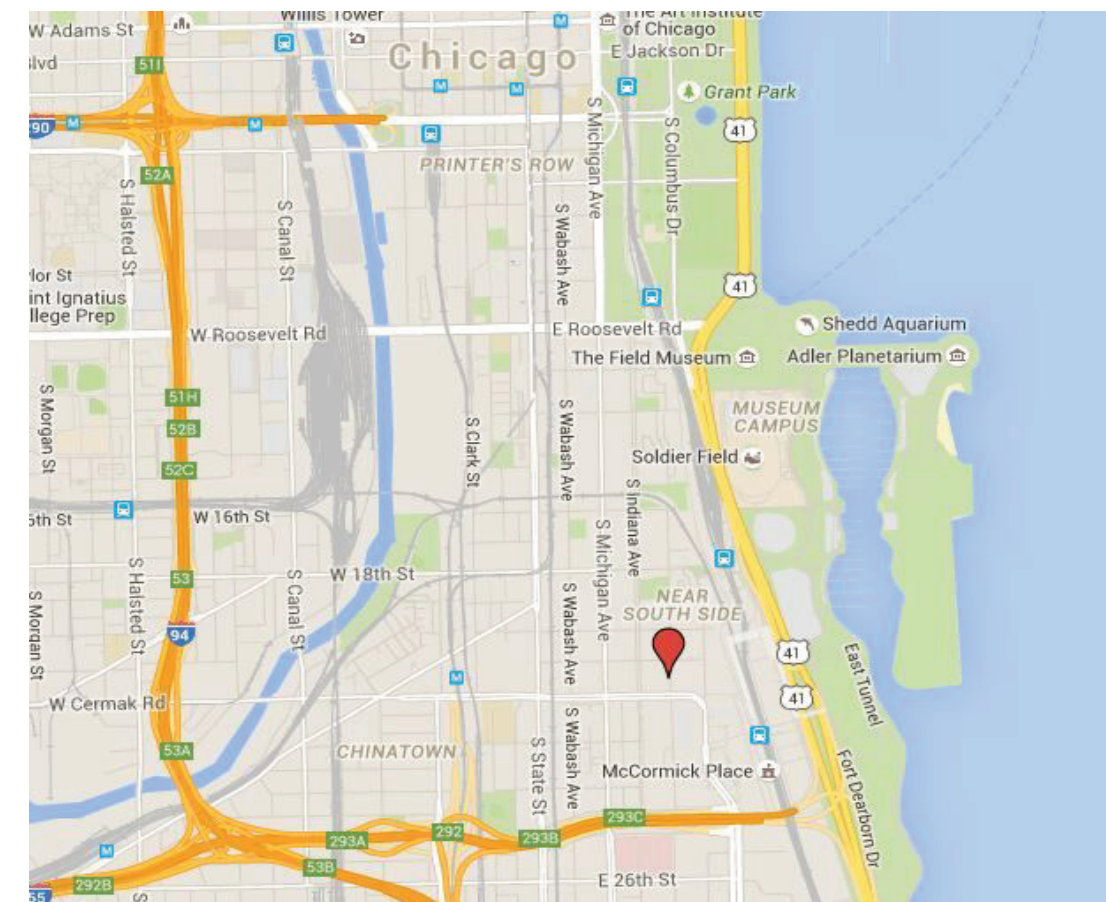 Willis Tower
The Art Institute
of Chicago
W Adams St
Chicago
E Jackson Dr
Blvd
51I
M
M
M
Grant Park
S Michigan Ave
S Columbus Dr
41
290
M
M
PRINTER'S ROW
52A
S Halsted St
S Canal St
S Wabash Ave
lor St
int Ignatius
llege Prep
41
W Roosevelt Rd
E Roosevelt Rd
Shedd Aquarium
The Field Museum
Adler Planetarium
51H
S Morgan St
52B
S Clark St
S Wabash Ave
MUSEUM
CAMPUS
52C
Soldier Field
S Indiana Ave
6th St
W 16th St
S Michigan Ave
53
W 18th St
S Halsted St
S Canal St
S Wabash Ave
NEAR
SOUTH SIDE
S Morgan St
94
41
M
41
East Tunnel
W Cermak Rd
53A
CHINATOWN
S State St
S Wabash Ave
McCormick Place
Fort Dearborn Dr
293C
292
293B
293A
M
53B
292B
E 26th St
55
S